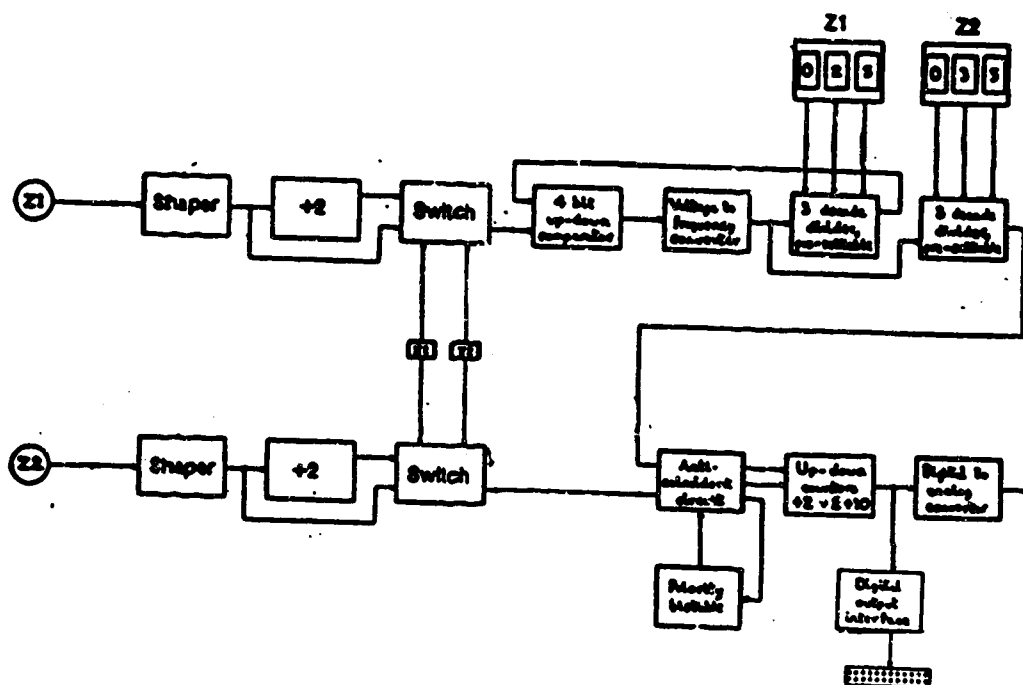 Z1
Z2
0 2 5
0 3 5
Z1
Shaper
÷2
Switch
4 bit
up-down
comparator
Voltage to
frequency
converter
3 decade
divider,
pre-settable
3 decade
divider,
pre-settable
Z2
Shaper
÷2
Switch
Anti-
coincident
circuit
Up-down
counter
÷2
÷10
Digital to
analog
converter
Priority
bistable
Digital
output
interface